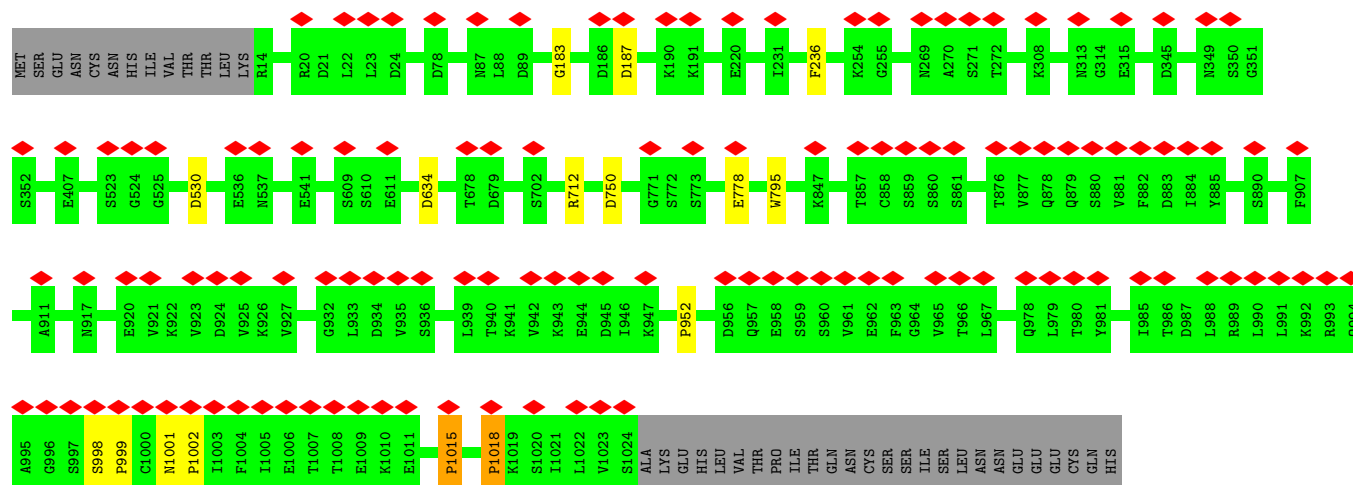 MET SER GLU ASN CYS ASN HIS ILE VAL THR THR LEU LYS R14 R20 D21 L22 L23 D24 D78 N87 L88 D89 G183 D186 D187 K190 K191 E220 I231 F236 K254 G255 N269 A270 S271 T272 K308 N313 G314 E315 D345 N349 S350 G351
S352 E407 S523 G524 G525 D530 E536 N537 E541 S609 S610 E611 D634 T678 D679 S702 R712 D750 G771 S772 S773 E778 W795 K847 T857 C858 S859 S860 S861 T876 V877 Q878 Q879 S880 V881 F882 D883 I884 Y885 S890 F907
A911 N917 E920 V921 K922 V923 D924 V925 K926 V927 G932 L933 D934 V935 S936 L939 T940 K941 V942 K943 E944 D945 I946 K947 P952 D956 Q957 E958 S959 S960 V961 E962 F963 G964 V965 T966 L967 Q978 L979 T980 Y981 I985 T986 D987 L988 R989 L990 L991 K992 R993
A995 G996 S997 S998 P999 C1000 N1001 P1002 I1003 F1004 I1005 E1006 T1007 T1008 E1009 K1010 E1011 P1015 P1018 K1019 S1020 I1021 L1022 V1023 S1024 ALA LYS GLU HIS LEU VAL THR PRO ILE THR GLN ASN CYS SER SER ILE SER LEU ASN ASN GLU GLU GLU CYS GLN HIS